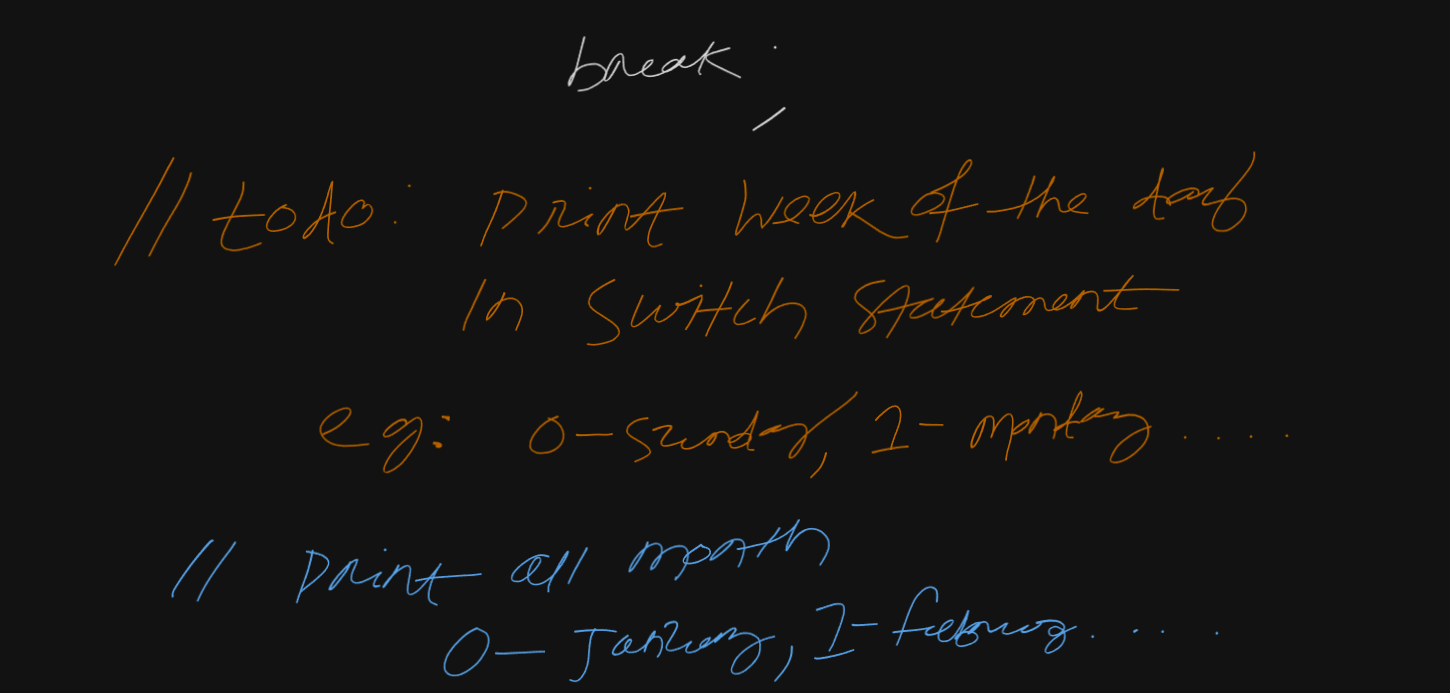 break ;
// todo: Print week of the day
in switch statement
eg: 0-sunday, 1-monday . . . .
// Print all month
0- January, 1-februay. . . .